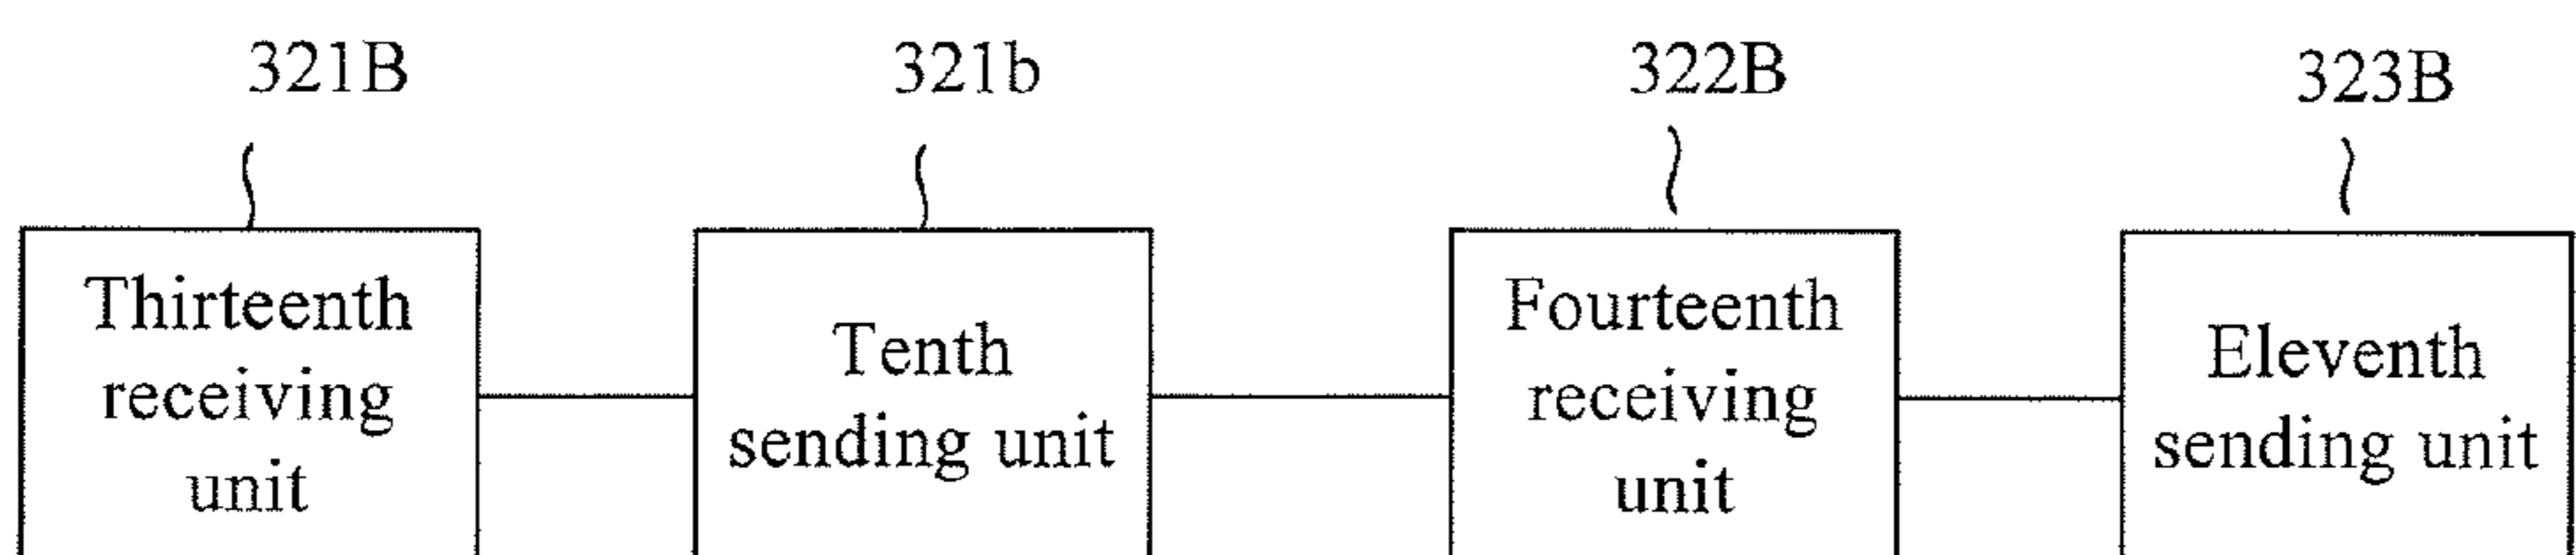 321B
321b
322B
323B
Thirteenth
receiving
unit
Tenth
sending unit
Fourteenth
receiving
unit
Eleventh
sending unit